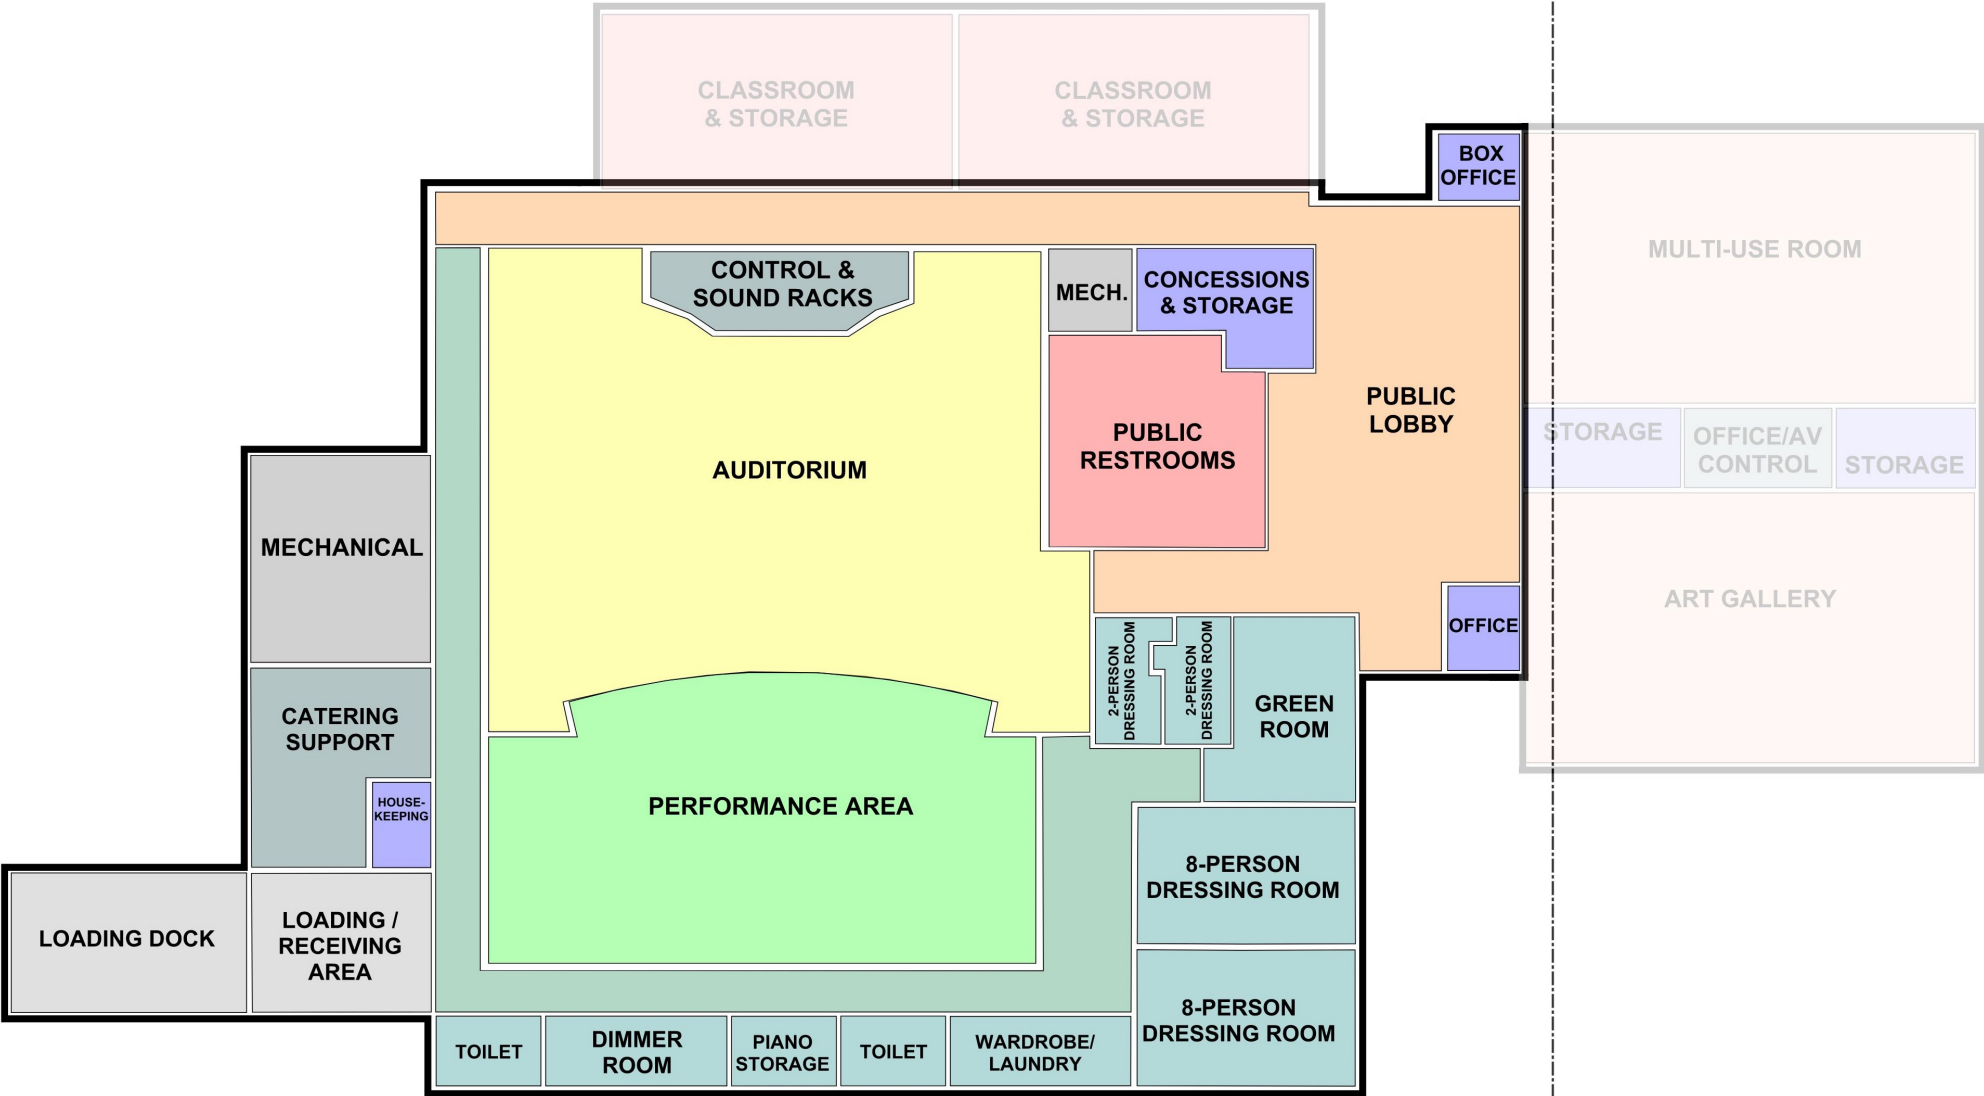 CLASSROOM
& STORAGE
CLASSROOM
& STORAGE
BOX
OFFICE
MULTI-USE ROOM
CONTROL &
SOUND RACKS
MECH.
CONCESSIONS
& STORAGE
PUBLIC
LOBBY
STORAGE
OFFICE/AV
CONTROL
STORAGE
PUBLIC
RESTROOMS
AUDITORIUM
MECHANICAL
ART GALLERY
OFFICE
2-PERSON
DRESSING ROOM
2-PERSON
DRESSING ROOM
GREEN
ROOM
CATERING
SUPPORT
HOUSE-
KEEPING
PERFORMANCE AREA
8-PERSON
DRESSING ROOM
LOADING DOCK
LOADING /
RECEIVING
AREA
8-PERSON
DRESSING ROOM
TOILET
DIMMER
ROOM
PIANO
STORAGE
TOILET
WARDROBE/
LAUNDRY